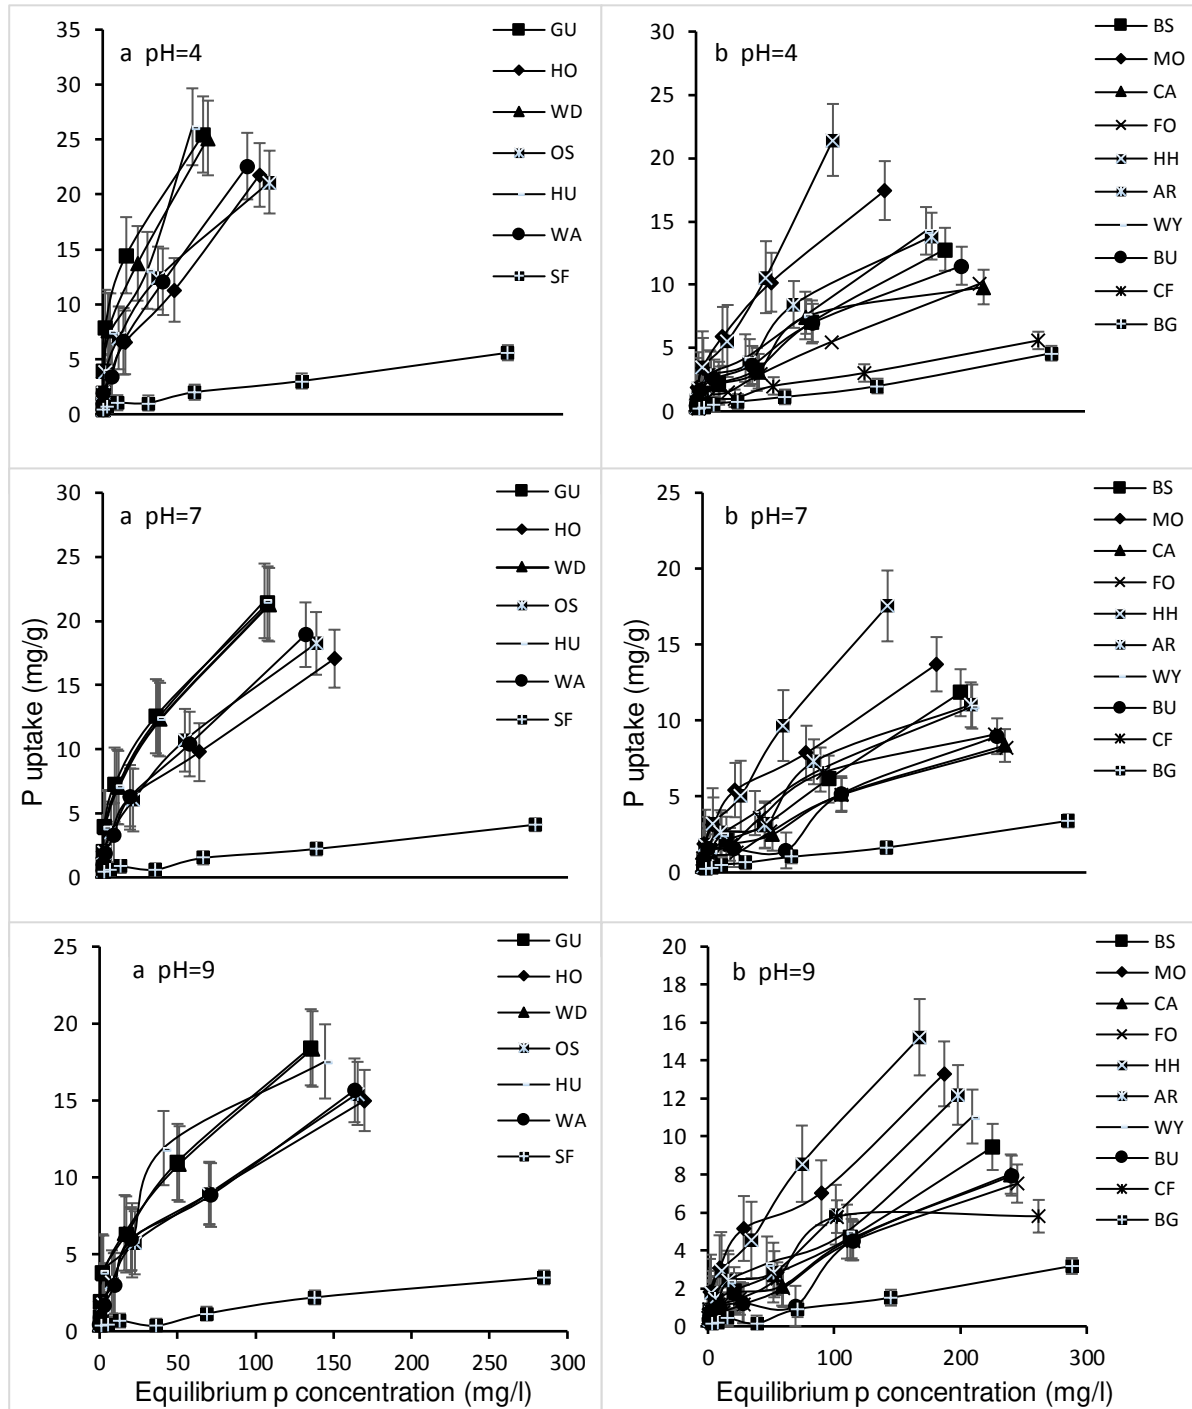 35
30
25
20
15
10
5
0
a pH=4
GU
HO
WD
OS
HU
WA
SF
30
25
20
15
10
5
0
b pH=4
BS
MO
CA
FO
HH
AR
WY
BU
CF
BG
30
25
20
15
10
5
0
P uptake (mg/g)
a pH=7
GU
HO
WD
OS
HU
WA
SF
25
20
15
10
5
0
P uptake (mg/g)
b pH=7
BS
MO
CA
FO
HH
AR
WY
BU
CF
BG
25
20
15
10
5
0
a pH=9
GU
HO
WD
OS
HU
WA
SF
0 50 100 150 200 250 300
Equilibrium p concentration (mg/l)
20
18
16
14
12
10
8
6
4
2
0
b pH=9
BS
MO
CA
FO
HH
AR
WY
BU
CF
BG
0 100 200 300
Equilibrium p concentration (mg/l)